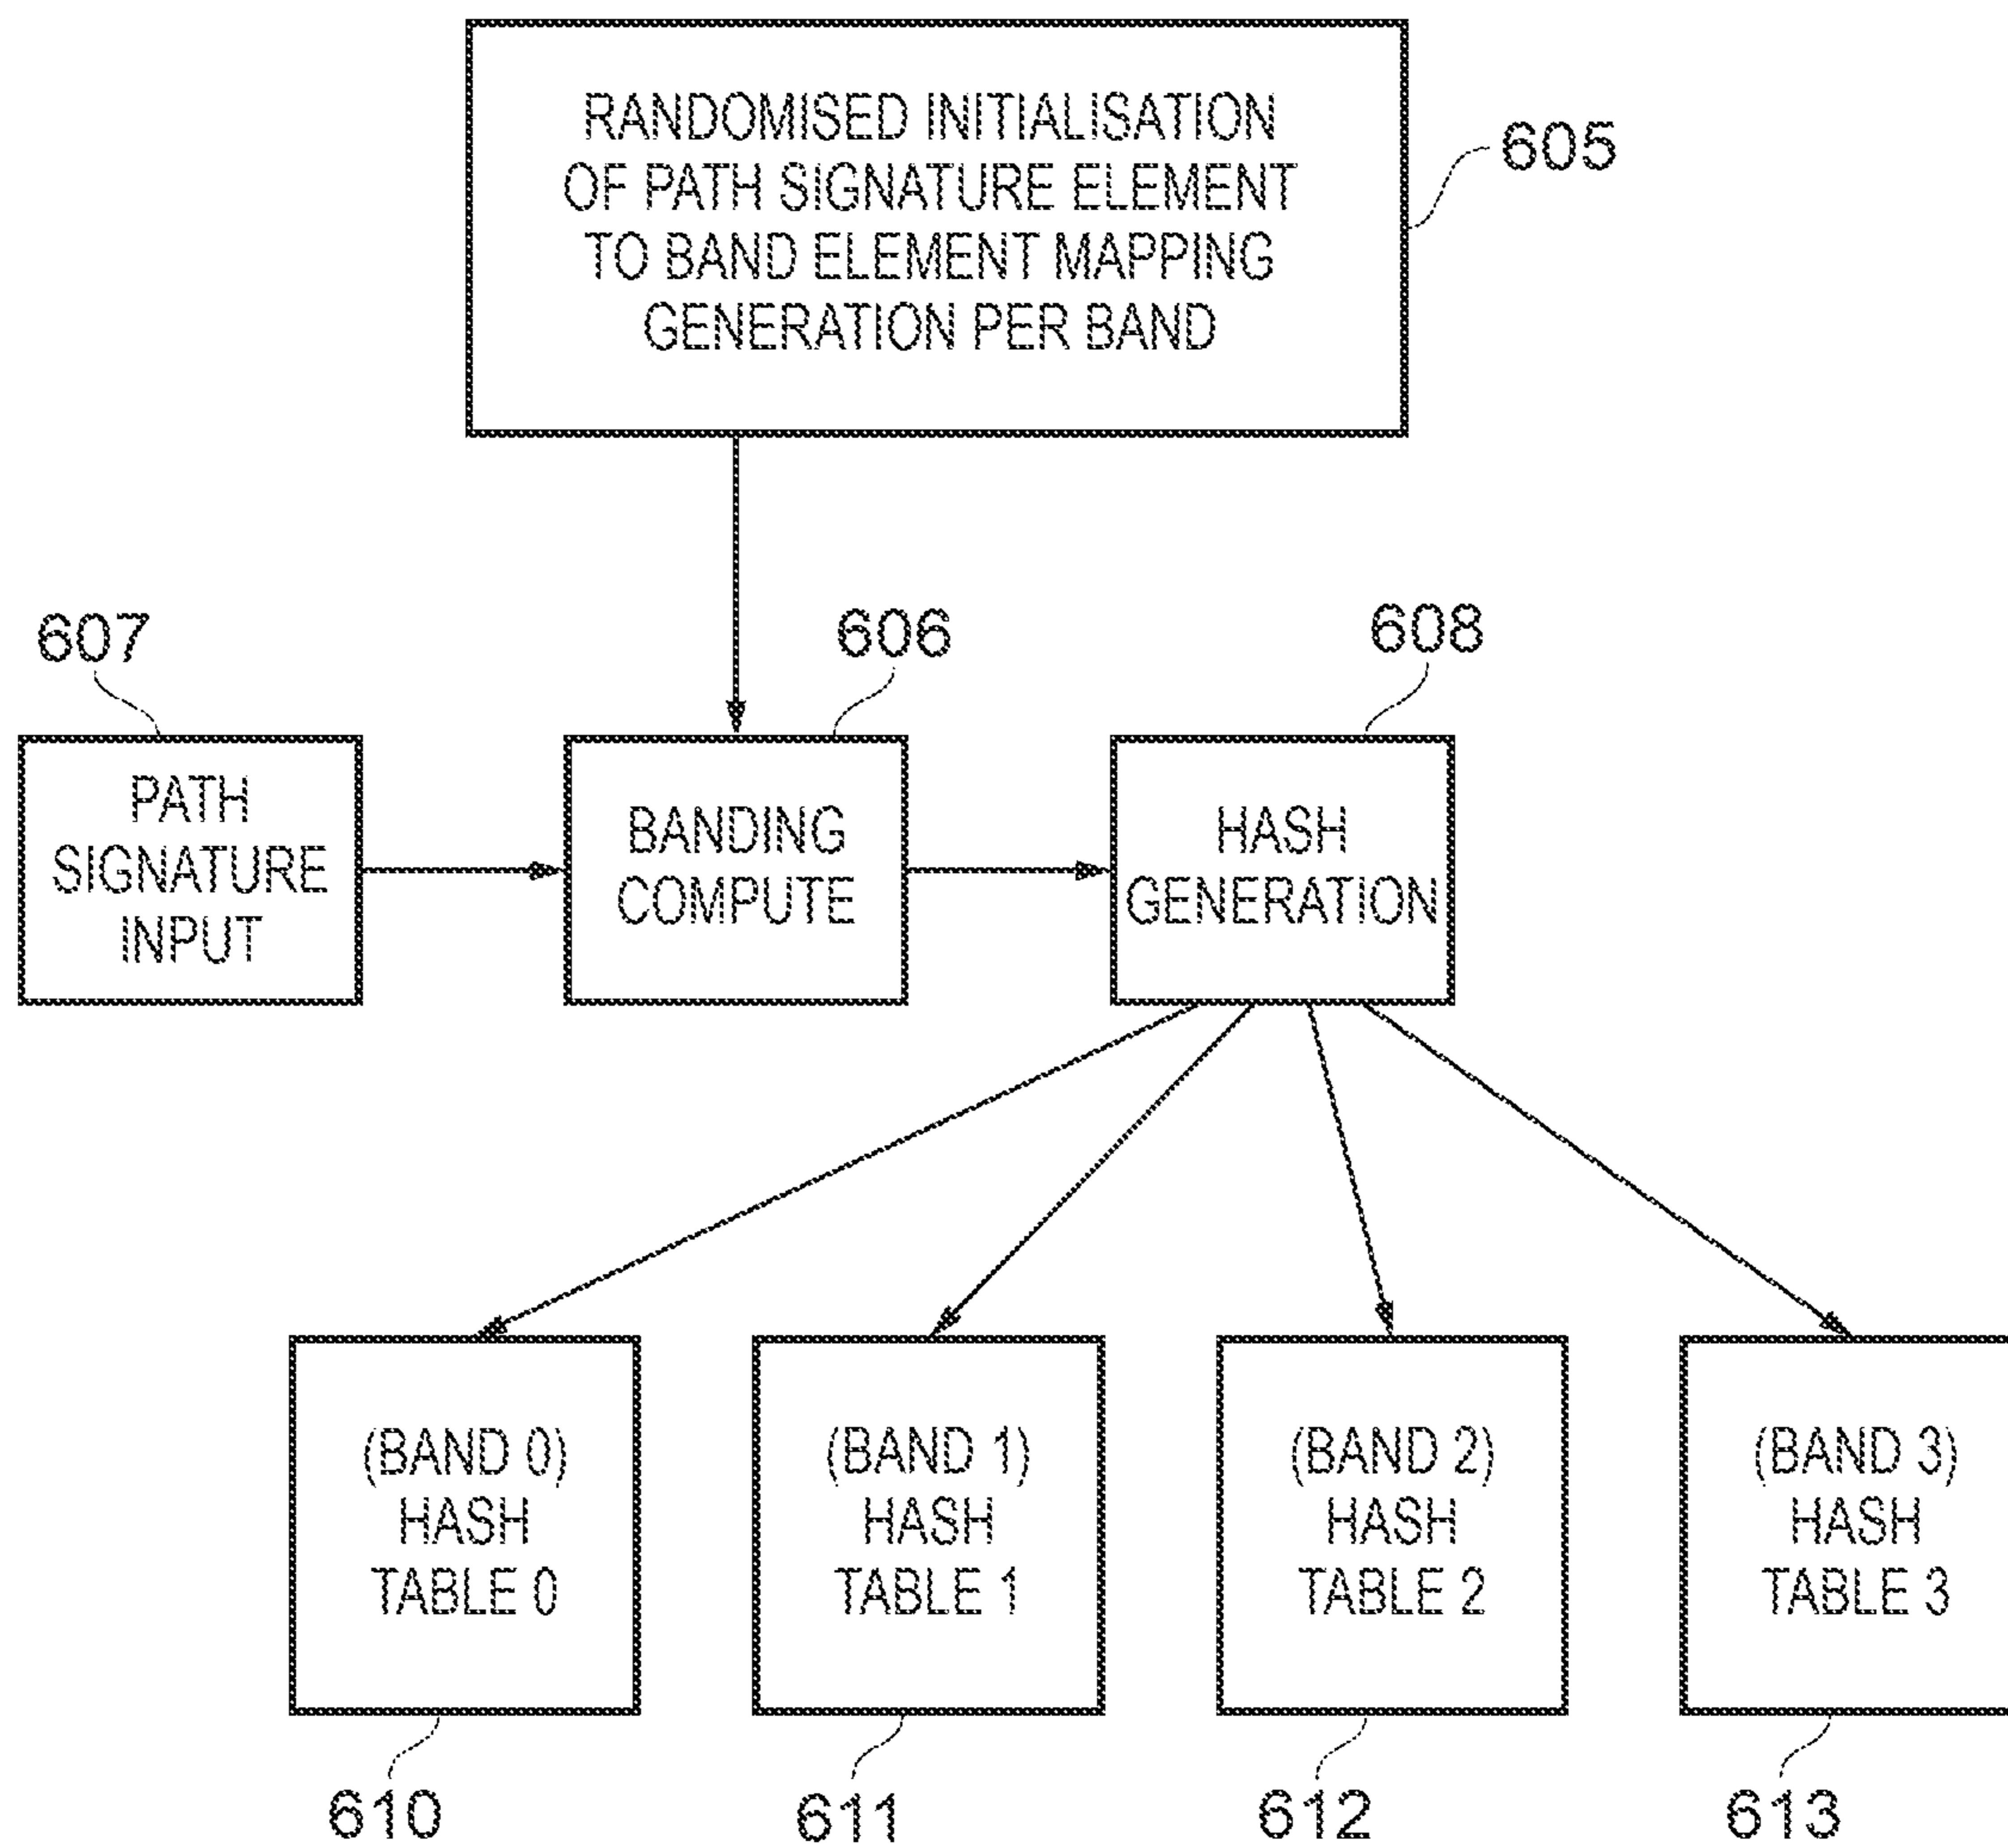 RANDOMISED INITIALISATION
OF PATH SIGNATURE ELEMENT
TO BAND ELEMENT MAPPING
GENERATION PER BAND
605
607
606
608
PATH
SIGNATURE
INPUT
BANDING
COMPUTE
HASH
GENERATION
(BAND 0)
HASH
TABLE 0
(BAND 1)
HASH
TABLE 1
(BAND 2)
HASH
TABLE 2
(BAND 3)
HASH
TABLE 3
610
611
612
613